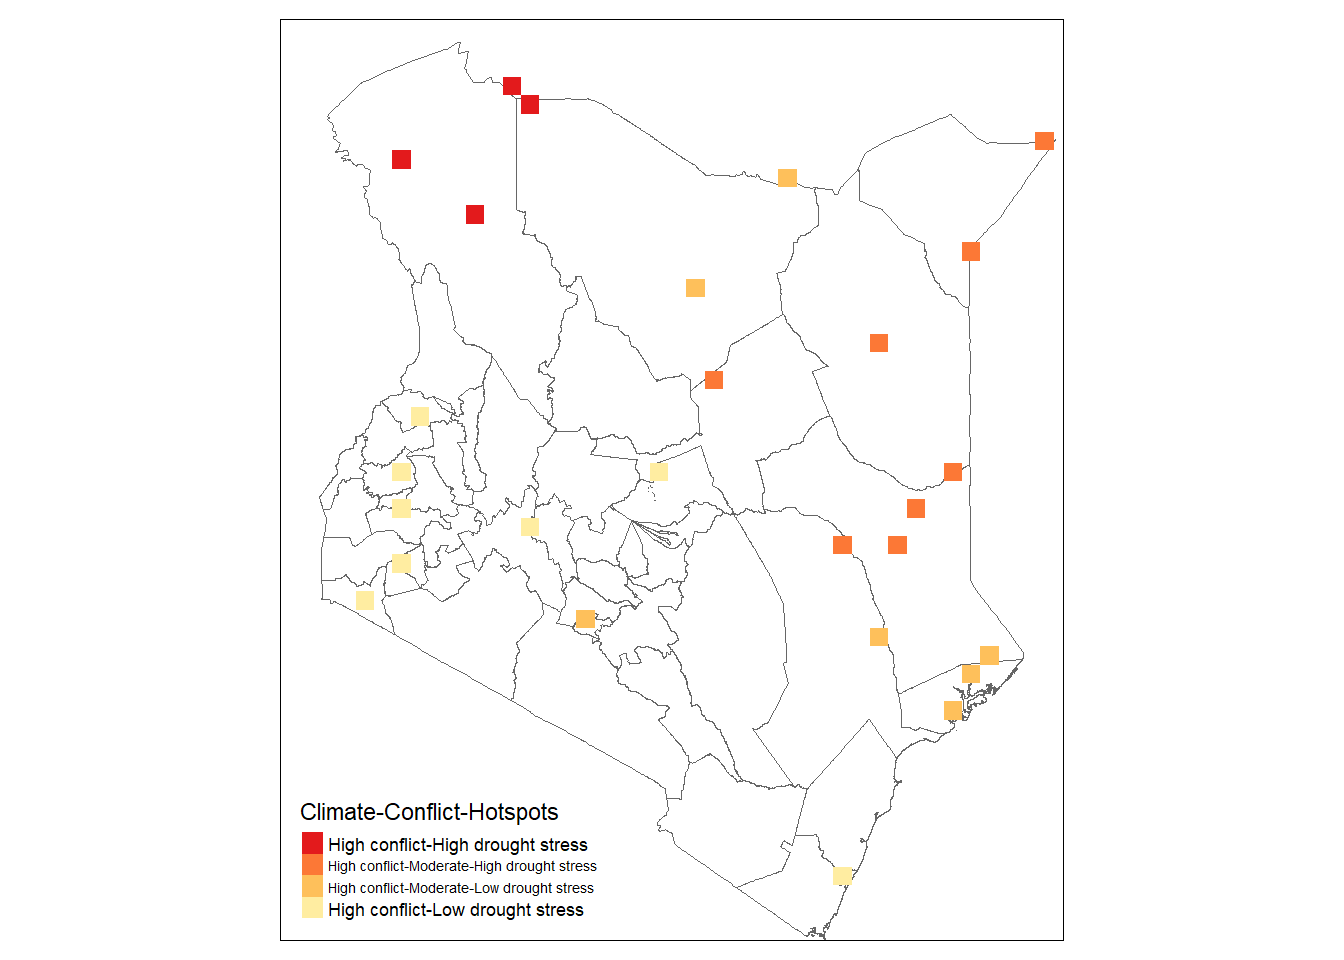 Climate-Conflict-Hotspots
High conflict-High drought stress
High conflict-Moderate-High drought stress
High conflict-Moderate-Low drought stress
High conflict-Low drought stress